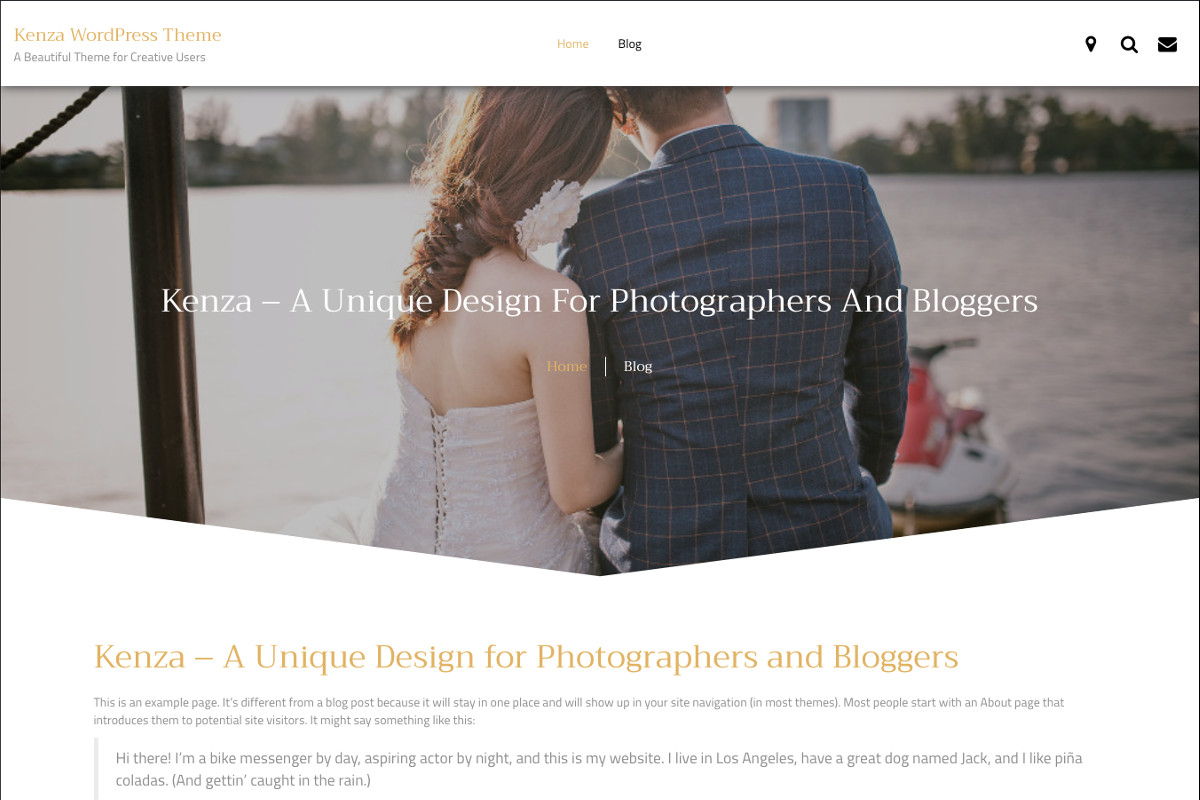 Kenza WordPress Theme
A Beautiful Theme for Creative Users
Home
Blog
Kenza – A Unique Design For Photographers And Bloggers
Home
Blog
Kenza – A Unique Design for Photographers and Bloggers
This is an example page. It’s different from a blog post because it will stay in one place and will show up in your site navigation (in most themes). Most people start with an About page that
introduces them to potential site visitors. It might say something like this:
Hi there! I’m a bike messenger by day, aspiring actor by night, and this is my website. I live in Los Angeles, have a great dog named Jack, and I like piña
coladas. (And gettin’ caught in the rain.)